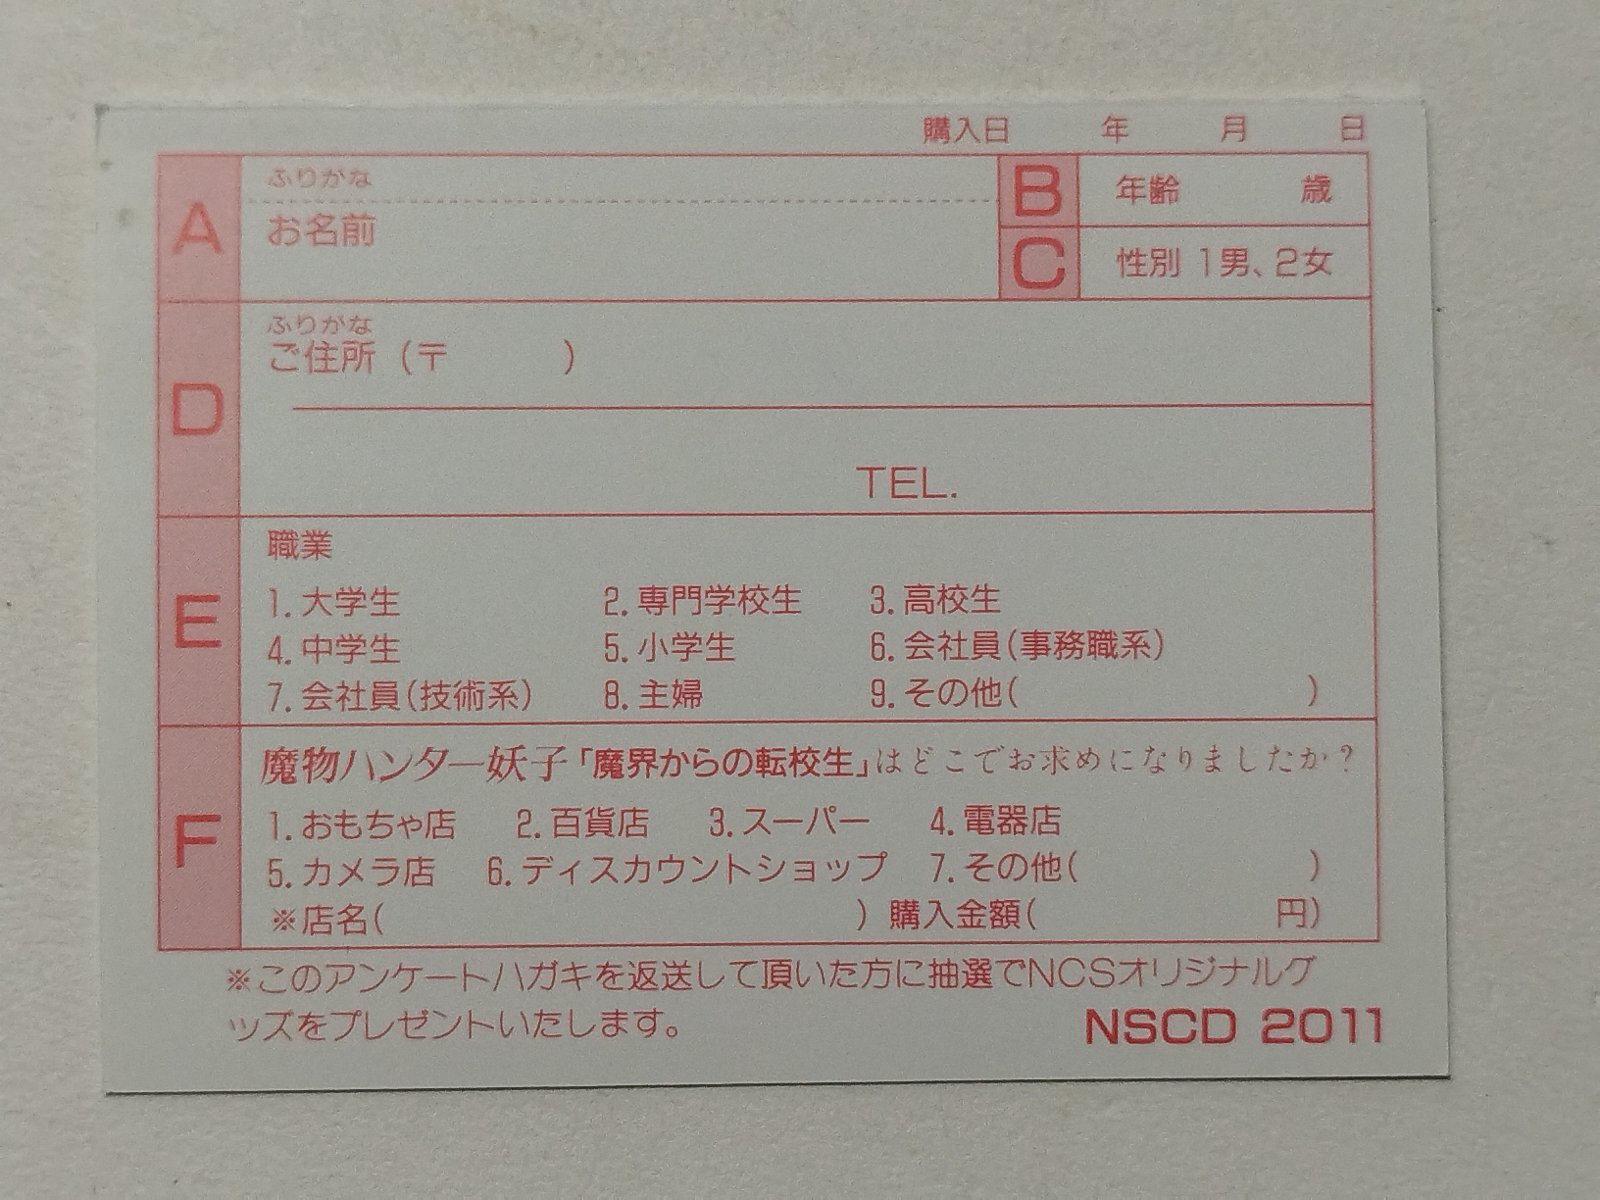 購入日 年 月 日
A ふりがな
お名前
B 年齢 歳
C 性別 1男、2女
D ふりがな
ご住所 (〒 )
TEL.
E 職業
1. 大学生 2. 専門学校生 3. 高校生
4. 中学生 5. 小学生 6. 会社員(事務職系)
7. 会社員(技術系) 8. 主婦 9. その他( )
F 魔物ハンター妖子「魔界からの転校生」はどこでお求めになりましたか？
1. おもちゃ店 2. 百貨店 3. スーパー 4. 電器店
5. カメラ店 6. ディスカウントショップ 7. その他( )
※店名( ) 購入金額( 円)
※このアンケートハガキを返送して頂いた方に抽選でNCSオリジナルグ
ッズをプレゼントいたします。
NSCD 2011